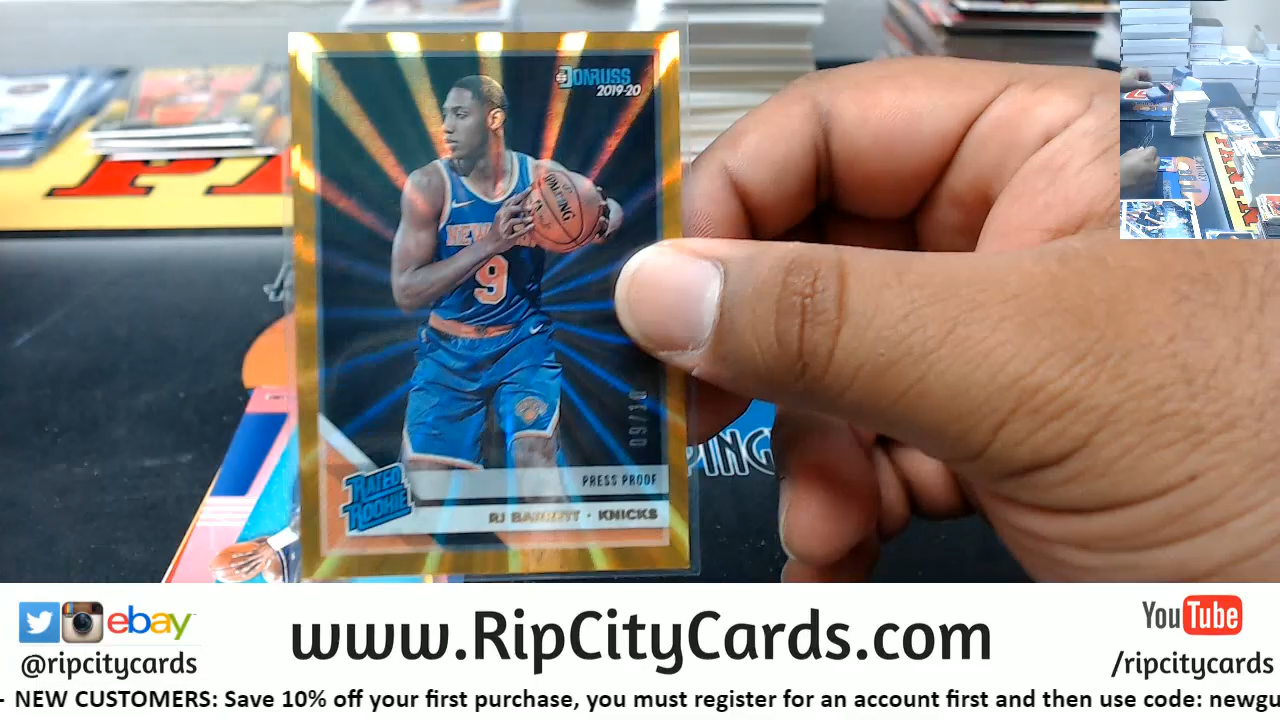 DONRUSS
2019-20
SPALDING
NEW
9
09/10
PRESS PROOF
RATED
ROOKIE
RJ BARRETT · KNICKS
PING
ebay
www.RipCityCards.com
YouTube
@ripcitycards
/ripcitycards
- NEW CUSTOMERS: Save 10% off your first purchase, you must register for an account first and then use code: newgu